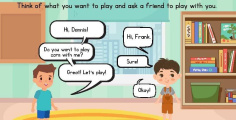 Think of what you want to play and ask a friend to play with you.
Hi, Dennis!
Hi, Frank.
Do you want to play
cars with me?
Sure!
Great! Let's play!
Okay!